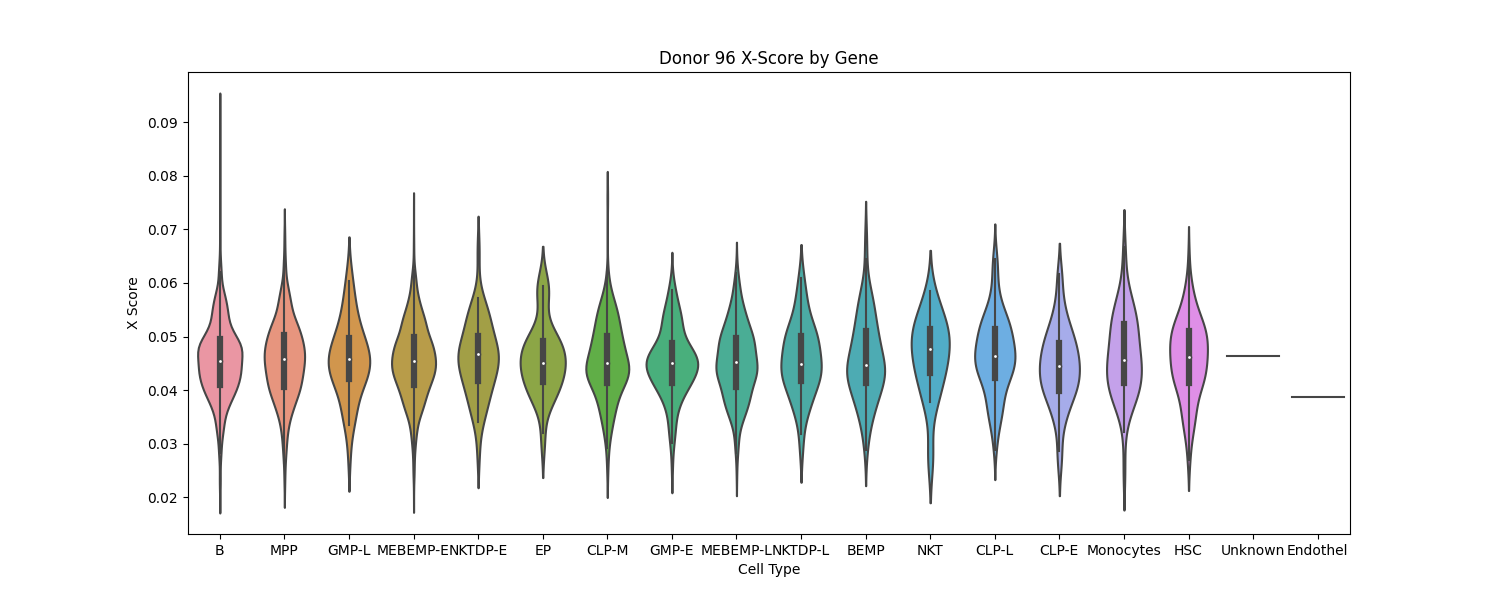 Donor 96 X-Score by Gene
X Score
0.09
0.08
0.07
0.06
0.05
0.04
0.03
0.02
B MPP GMP-L MEBEMP-E NKTDP-E EP CLP-M GMP-E MEBEMP-L NKTDP-L BEMP NKT CLP-L CLP-E Monocytes HSC Unknown Endothel
Cell Type